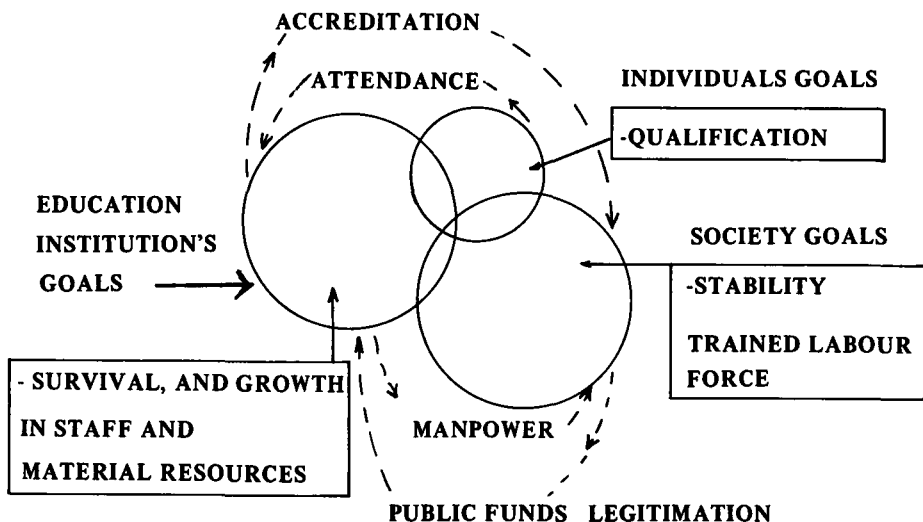 ACCREDITATION
ATTENDANCE
INDIVIDUALS GOALS
-QUALIFICATION
EDUCATION
INSTITUTION'S
GOALS
SOCIETY GOALS
-STABILITY
TRAINED LABOUR
FORCE
- SURVIVAL, AND GROWTH
IN STAFF AND
MATERIAL RESOURCES
MANPOWER
PUBLIC FUNDS LEGITIMATION